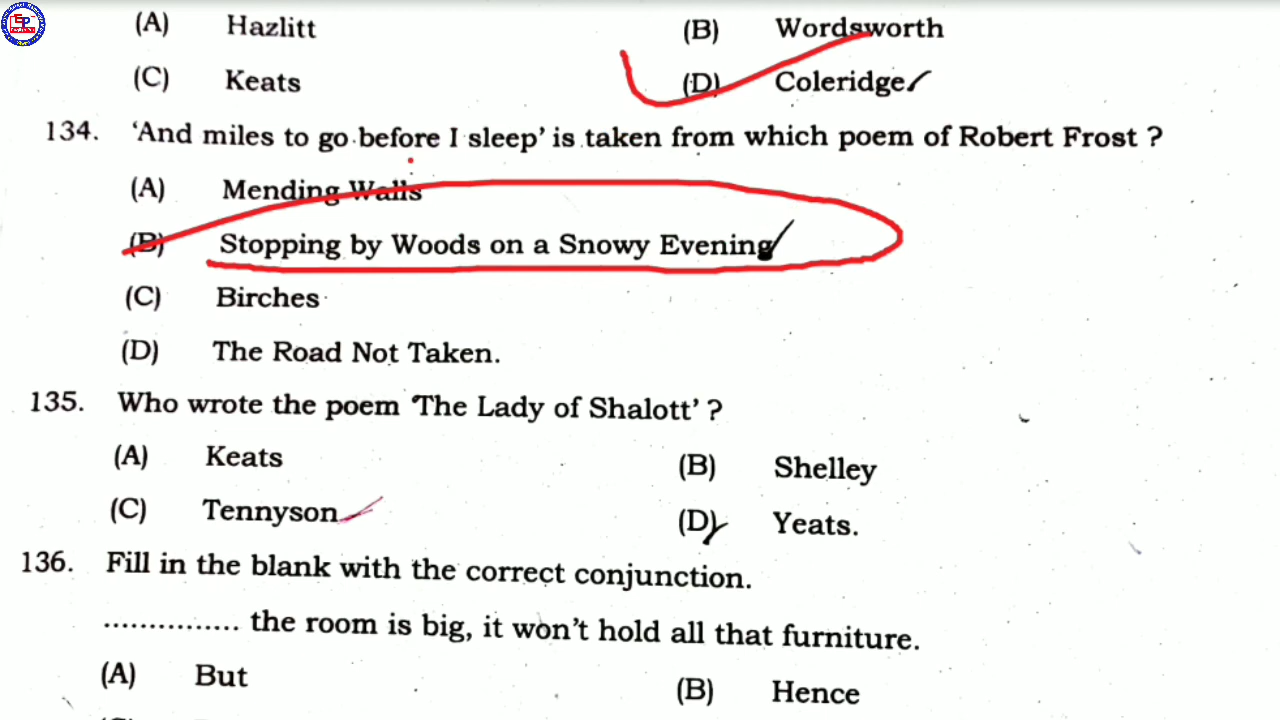 EP
(A) Hazlitt (B) Wordsworth
(C) Keats (D) Coleridge
134. 'And miles to go before I sleep' is taken from which poem of Robert Frost ?
(A) Mending Walls
(B) Stopping by Woods on a Snowy Evening
(C) Birches
(D) The Road Not Taken.
135. Who wrote the poem 'The Lady of Shalott' ?
(A) Keats (B) Shelley
(C) Tennyson (D) Yeats.
136. Fill in the blank with the correct conjunction.
............... the room is big, it won't hold all that furniture.
(A) But (B) Hence